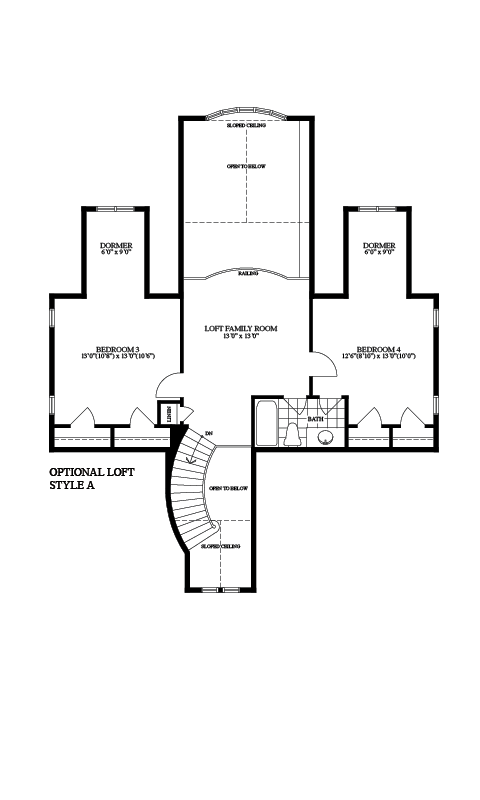 SLOPED CEILING
OPEN TO BELOW
DORMER
6'0" x 9'0"
DORMER
6'0" x 9'0"
RAILING
LOFT FAMILY ROOM
13'0" x 13'0"
BEDROOM 3
13'0"(10'8") x 13'0"(10'6")
BEDROOM 4
12'6"(8'10") x 13'0"(10'0")
LINEN
BATH
DN
OPTIONAL LOFT
STYLE A
OPEN TO BELOW
SLOPED CEILING